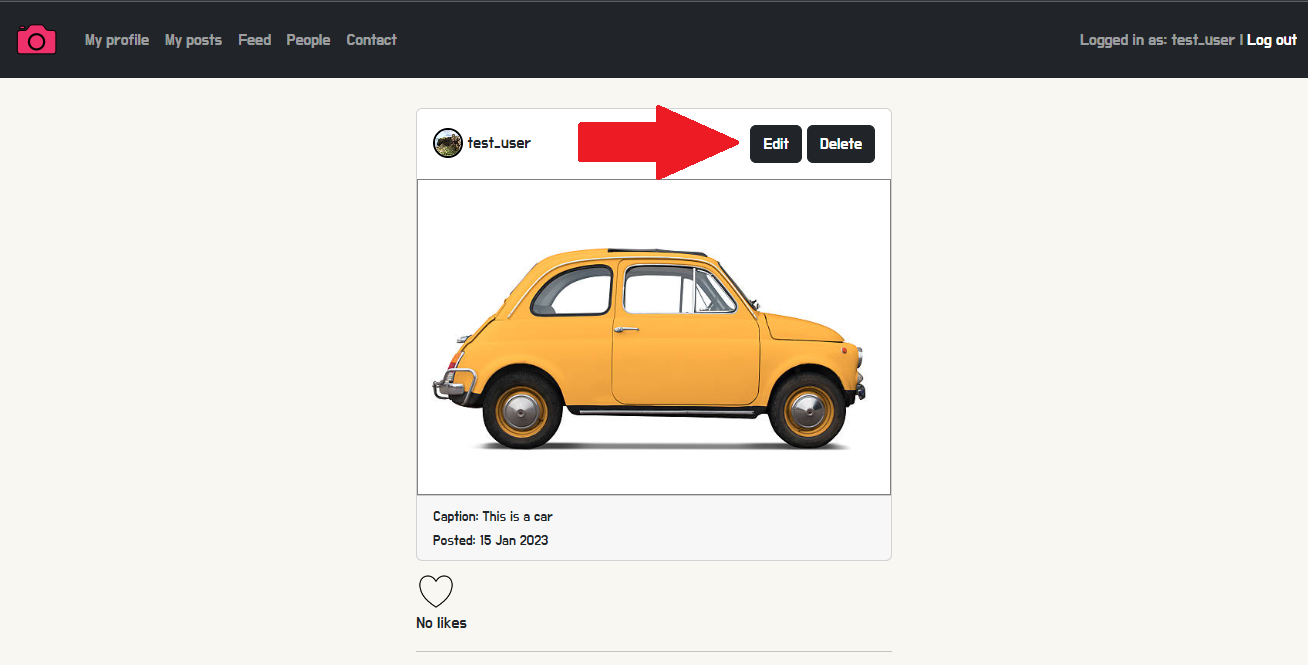 My profile My posts Feed People Contact Logged in as: test_user | Log out
test_user Edit Delete
Caption: This is a car
Posted: 15 Jan 2023
No likes